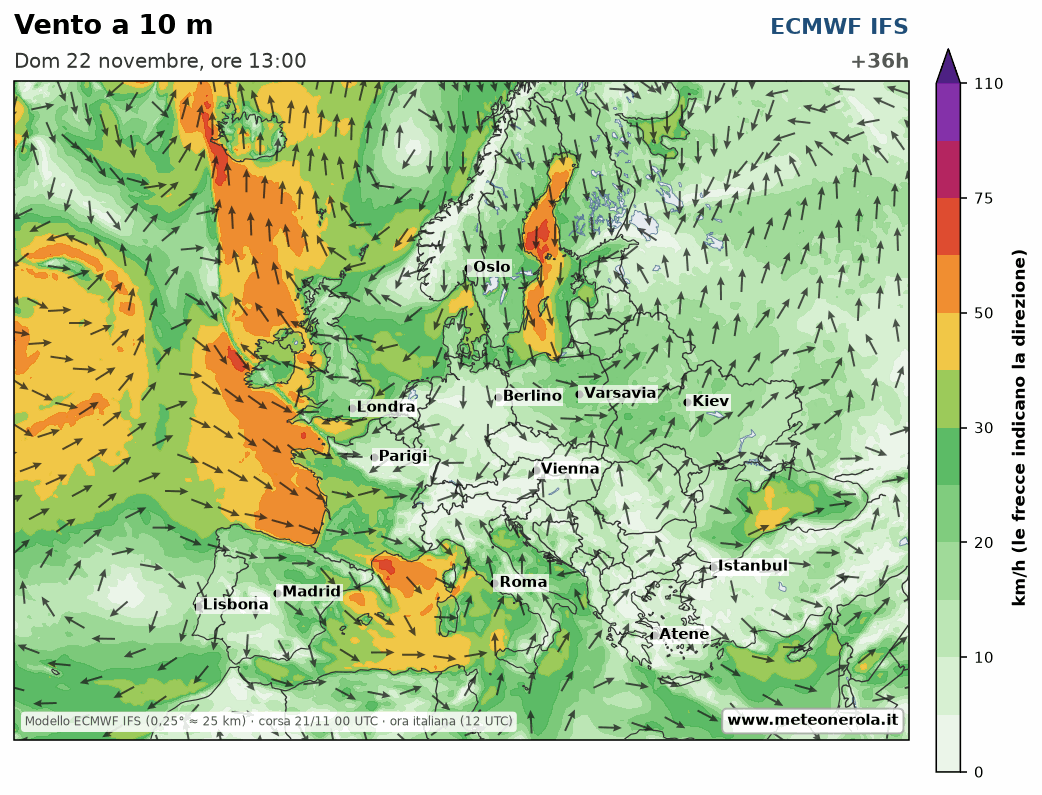 Vento a 10 m
ECMWF IFS
Dom 22 novembre, ore 13:00
+36h
110
75
50
30
20
10
0
km/h (le frecce indicano la direzione)
Oslo
Berlino
Varsavia
Kiev
Londra
Parigi
Vienna
Istanbul
Roma
Madrid
Lisbona
Atene
Modello ECMWF IFS (0,25° ≈ 25 km) · corsa 21/11 00 UTC · ora italiana (12 UTC)
www.meteonerola.it